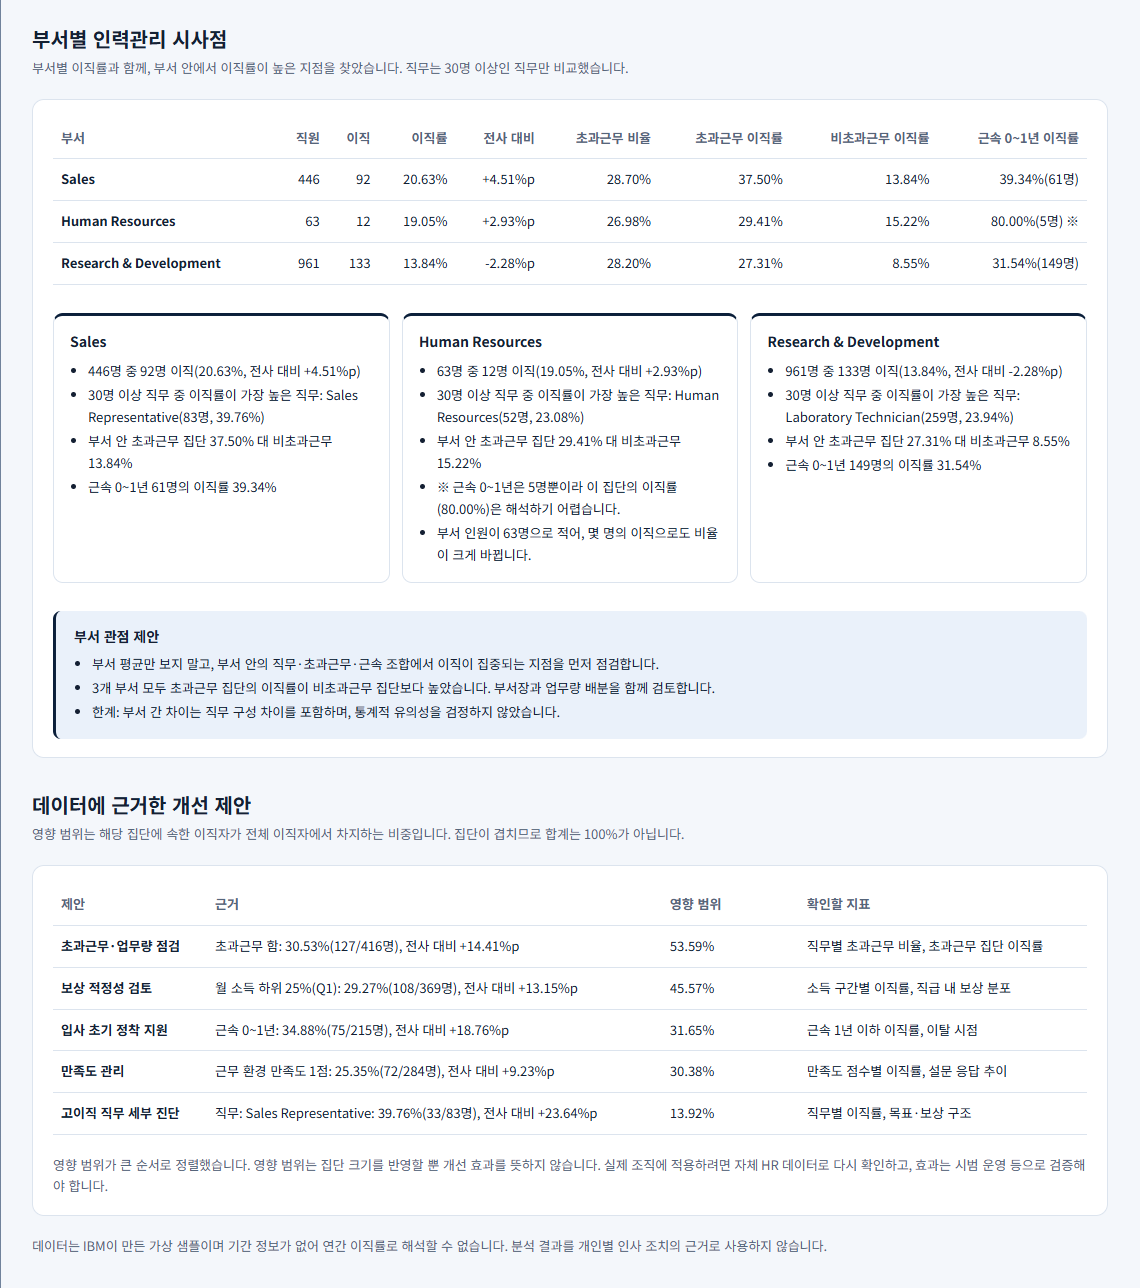 부서별 인력관리 시사점
부서별 이직률과 함께, 부서 안에서 이직률이 높은 지점을 찾았습니다. 직무는 30명 이상인 직무만 비교했습니다.
부서 직원 이직 이직률 전사 대비 초과근무 비율 초과근무 이직률 비초과근무 이직률 근속 0~1년 이직률
Sales 446 92 20.63% +4.51%p 28.70% 37.50% 13.84% 39.34%(61명)
Human Resources 63 12 19.05% +2.93%p 26.98% 29.41% 15.22% 80.00%(5명) ※
Research & Development 961 133 13.84% -2.28%p 28.20% 27.31% 8.55% 31.54%(149명)
Sales
• 446명 중 92명 이직(20.63%, 전사 대비 +4.51%p)
• 30명 이상 직무 중 이직률이 가장 높은 직무: Sales
Representative(83명, 39.76%)
• 부서 안 초과근무 집단 37.50% 대 비초과근무
13.84%
• 근속 0~1년 61명의 이직률 39.34%
Human Resources
• 63명 중 12명 이직(19.05%, 전사 대비 +2.93%p)
• 30명 이상 직무 중 이직률이 가장 높은 직무: Human
Resources(52명, 23.08%)
• 부서 안 초과근무 집단 29.41% 대 비초과근무
15.22%
• ※ 근속 0~1년은 5명뿐이라 이 집단의 이직률
(80.00%)은 해석하기 어렵습니다.
• 부서 인원이 63명으로 적어, 몇 명의 이직으로도 비율
이 크게 바뀝니다.
Research & Development
• 961명 중 133명 이직(13.84%, 전사 대비 -2.28%p)
• 30명 이상 직무 중 이직률이 가장 높은 직무:
Laboratory Technician(259명, 23.94%)
• 부서 안 초과근무 집단 27.31% 대 비초과근무 8.55%
• 근속 0~1년 149명의 이직률 31.54%
부서 관점 제안
• 부서 평균만 보지 말고, 부서 안의 직무·초과근무·근속 조합에서 이직이 집중되는 지점을 먼저 점검합니다.
• 3개 부서 모두 초과근무 집단의 이직률이 비초과근무 집단보다 높았습니다. 부서장과 업무량 배분을 함께 검토합니다.
• 한계: 부서 간 차이는 직무 구성 차이를 포함하며, 통계적 유의성을 검정하지 않았습니다.
데이터에 근거한 개선 제안
영향 범위는 해당 집단에 속한 이직자가 전체 이직자에서 차지하는 비중입니다. 집단이 겹치므로 합계는 100%가 아닙니다.
제안 근거 영향 범위 확인할 지표
초과근무·업무량 점검 초과근무 함: 30.53%(127/416명), 전사 대비 +14.41%p 53.59% 직무별 초과근무 비율, 초과근무 집단 이직률
보상 적정성 검토 월 소득 하위 25%(Q1): 29.27%(108/369명), 전사 대비 +13.15%p 45.57% 소득 구간별 이직률, 직급 내 보상 분포
입사 초기 정착 지원 근속 0~1년: 34.88%(75/215명), 전사 대비 +18.76%p 31.65% 근속 1년 이하 이직률, 이탈 시점
만족도 관리 근무 환경 만족도 1점: 25.35%(72/284명), 전사 대비 +9.23%p 30.38% 만족도 점수별 이직률, 설문 응답 추이
고이직 직무 세부 진단 직무: Sales Representative: 39.76%(33/83명), 전사 대비 +23.64%p 13.92% 직무별 이직률, 목표·보상 구조
영향 범위가 큰 순서로 정렬했습니다. 영향 범위는 집단 크기를 반영할 뿐 개선 효과를 뜻하지 않습니다. 실제 조직에 적용하려면 자체 HR 데이터로 다시 확인하고, 효과는 시범 운영 등으로 검증해
야 합니다.
데이터는 IBM이 만든 가상 샘플이며 기간 정보가 없어 연간 이직률로 해석할 수 없습니다. 분석 결과를 개인별 인사 조치의 근거로 사용하지 않습니다.